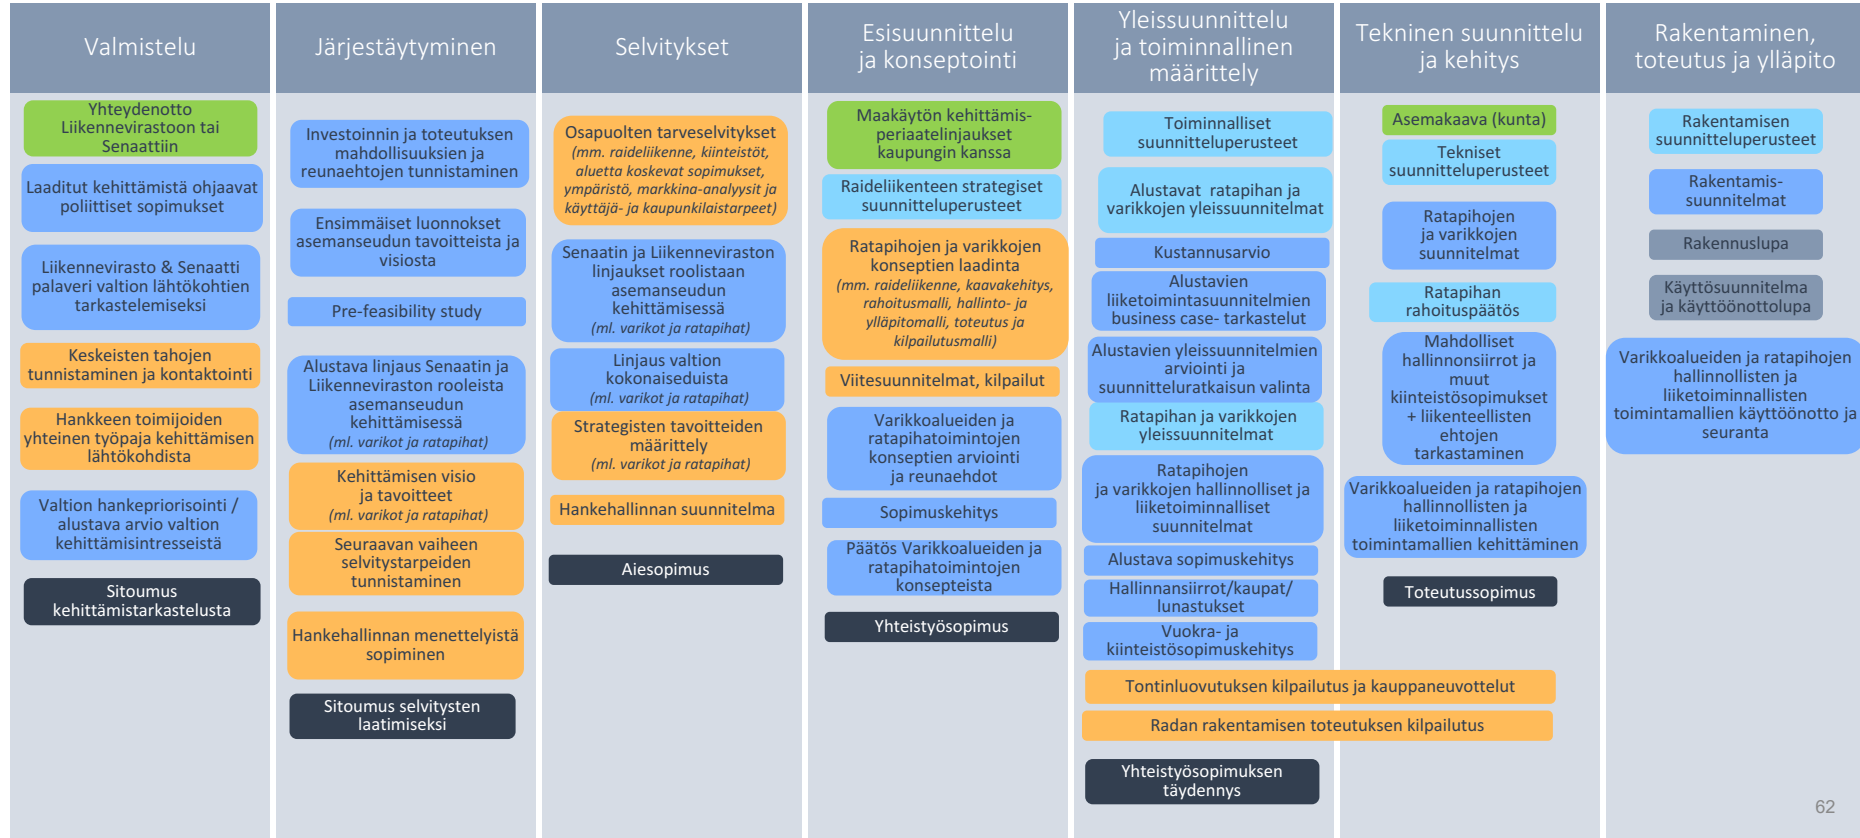 Valmistelu
Yhteydenotto
Liikennevirastoon tai
Senaattiin
Laaditut kehittämistä ohjaavat
poliittiset sopimukset
Liikennevirasto & Senaatti
palaveri valtion lähtökohtien
tarkastelemiseksi
Keskeisten tahojen
tunnistaminen ja kontaktointi
Hankkeen toimijoiden
yhteinen työpaja kehittämisen
lähtökohdista
Valtion hankepriorisointi /
alustava arvio valtion
kehittämisintresseistä
Sitoumus
kehittämistarkastelusta
Järjestäytyminen
Investoinnin ja toteutuksen
mahdollisuuksien ja
reunaehtojen tunnistaminen
Ensimmäiset luonnokset
asemanseudun tavoitteista ja
visiosta
Pre-feasibility study
Alustava linjaus Senaatin ja
Liikenneviraston rooleista
asemanseudun
kehittämisessä
(ml. varikot ja ratapihat)
Kehittämisen visio
ja tavoitteet
(ml. varikot ja ratapihat)
Seuraavan vaiheen
selvitystarpeiden
tunnistaminen
Hankehallinnan menettelyistä
sopiminen
Sitoumus selvitysten
laatimiseksi
Selvitykset
Osapuolten tarveselvitykset
(mm. raideliikenne, kiinteistöt,
aluetta koskevat sopimukset,
ympäristö, markkina-analyysit ja
käyttäjä- ja kaupunkilaistarpeet)
Senaatin ja Liikenneviraston
linjaukset roolistaan
asemanseudun
kehittämisessä
(ml. varikot ja ratapihat)
Linjaus valtion
kokonaiseduista
(ml. varikot ja ratapihat)
Strategisten tavoitteiden
määrittely
(ml. varikot ja ratapihat)
Hankehallinnan suunnitelma
Aiesopimus
Esisuunnittelu
ja konseptointi
Maakäytön kehittämis-
periaatelinjaukset
kaupungin kanssa
Raideliikenteen strategiset
suunnitteluperusteet
Ratapihojen ja varikkojen
konseptien laadinta
(mm. raideliikenne, kaavakehitys,
rahoitusmalli, hallinto- ja
ylläpitomalli, toteutus ja
kilpailutusmalli)
Viitesuunnitelmat, kilpailut
Varikkoalueiden ja
ratapihatoimintojen
konseptien arviointi
ja reunaehdot
Sopimuskehitys
Päätös Varikkoalueiden ja
ratapihatoimintojen
konsepteista
Yhteistyösopimus
Yleissuunnittelu
ja toiminnallinen
määrittely
Toiminnalliset
suunnitteluperusteet
Alustavat ratapihan ja
varikkojen yleissuunnitelmat
Kustannusarvio
Alustavien
liiketoimintasuunnitelmien
business case- tarkastelut
Alustavien yleissuunnitelmien
arviointi ja
suunnitteluratkaisun valinta
Ratapihan ja varikkojen
yleissuunnitelmat
Ratapihojen
ja varikkojen hallinnolliset ja
liiketoiminnalliset
suunnitelmat
Alustava sopimuskehitys
Hallinnansiirrot/kaupat/
lunastukset
Vuokra- ja
kiinteistösopimuskehitys
Tontinluovutuksen kilpailutus ja kauppaneuvottelut
Radan rakentamisen toteutuksen kilpailutus
Yhteistyösopimuksen
täydennys
Tekninen suunnittelu
ja kehitys
Asemakaava (kunta)
Tekniset
suunnitteluperusteet
Ratapihojen
ja varikkojen
suunnitelmat
Ratapihan
rahoituspäätös
Mahdolliset
hallinnonsiirrot ja
muut
kiinteistösopimukset
+ liikenteellisten
ehtojen
tarkastaminen
Varikkoalueiden ja ratapihojen
hallinnollisten ja
liiketoiminnallisten
toimintamallien kehittäminen
Toteutussopimus
Rakentaminen,
toteutus ja ylläpito
Rakentamisen
suunnitteluperusteet
Rakentamis-
suunnitelmat
Rakennuslupa
Käyttösuunnitelma
ja käyttöönottolupa
Varikkoalueiden ja ratapihojen
hallinnollisten ja
liiketoiminnallisten
toimintamallien käyttöönotto ja
seuranta
62